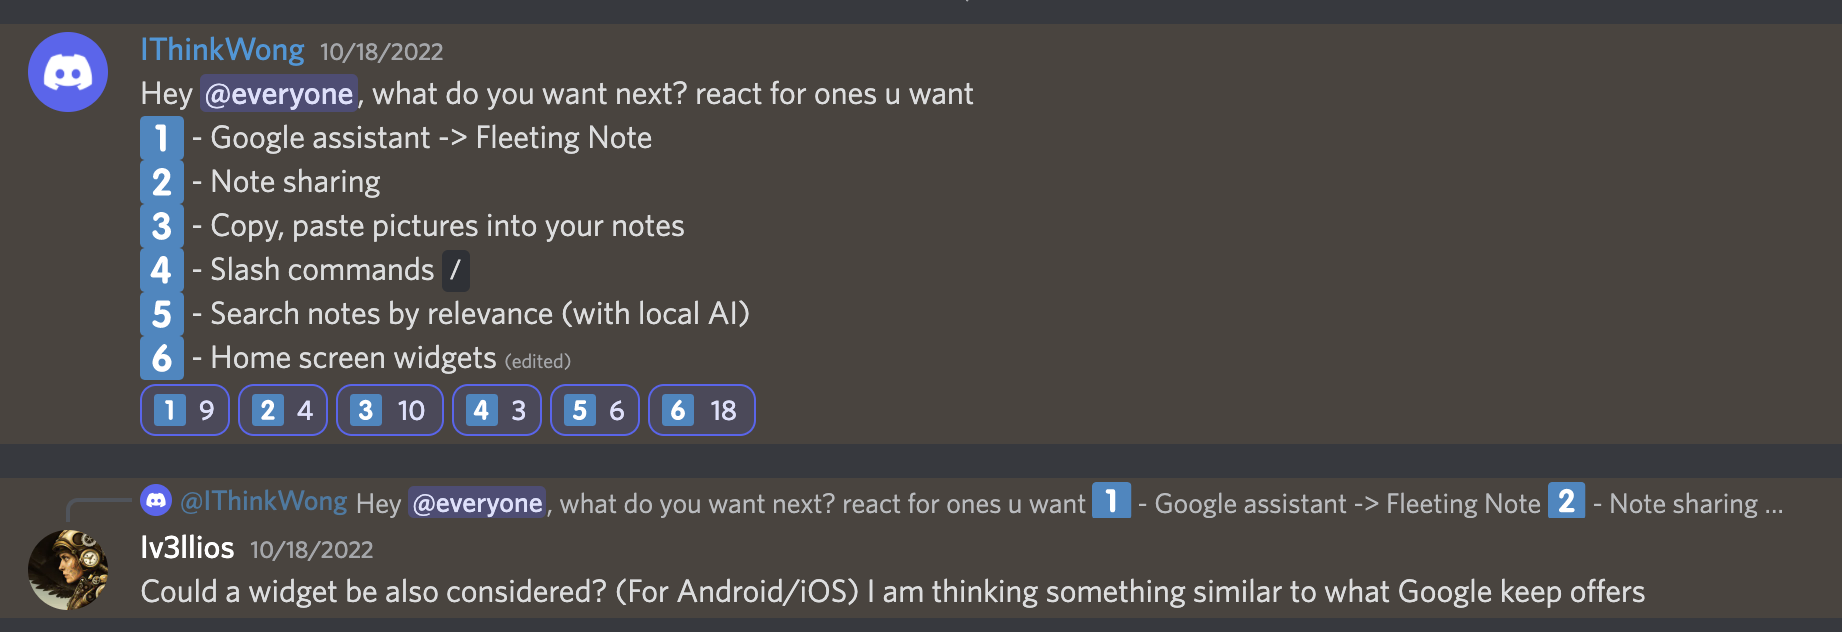 IThinkWong 10/18/2022
Hey @everyone, what do you want next? react for ones u want
1 - Google assistant -> Fleeting Note
2 - Note sharing
3 - Copy, paste pictures into your notes
4 - Slash commands /
5 - Search notes by relevance (with local AI)
6 - Home screen widgets (edited)
1 9 2 4 3 10 4 3 5 6 6 18
@IThinkWong Hey @everyone, what do you want next? react for ones u want 1 - Google assistant -> Fleeting Note 2 - Note sharing ...
lv3llios 10/18/2022
Could a widget be also considered? (For Android/iOS) I am thinking something similar to what Google keep offers